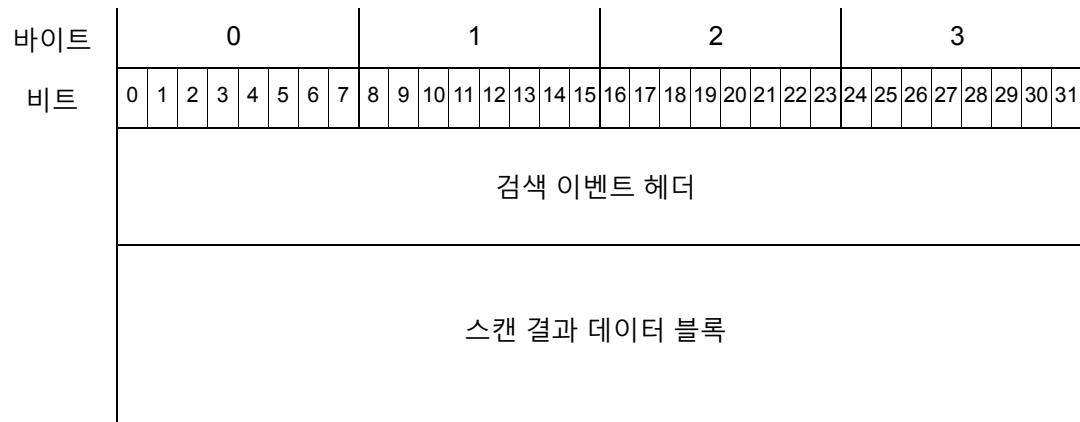 바이트 0 1 2 3
비트 0 1 2 3 4 5 6 7 8 9 10 11 12 13 14 15 16 17 18 19 20 21 22 23 24 25 26 27 28 29 30 31
검색 이벤트 헤더
스캔 결과 데이터 블록